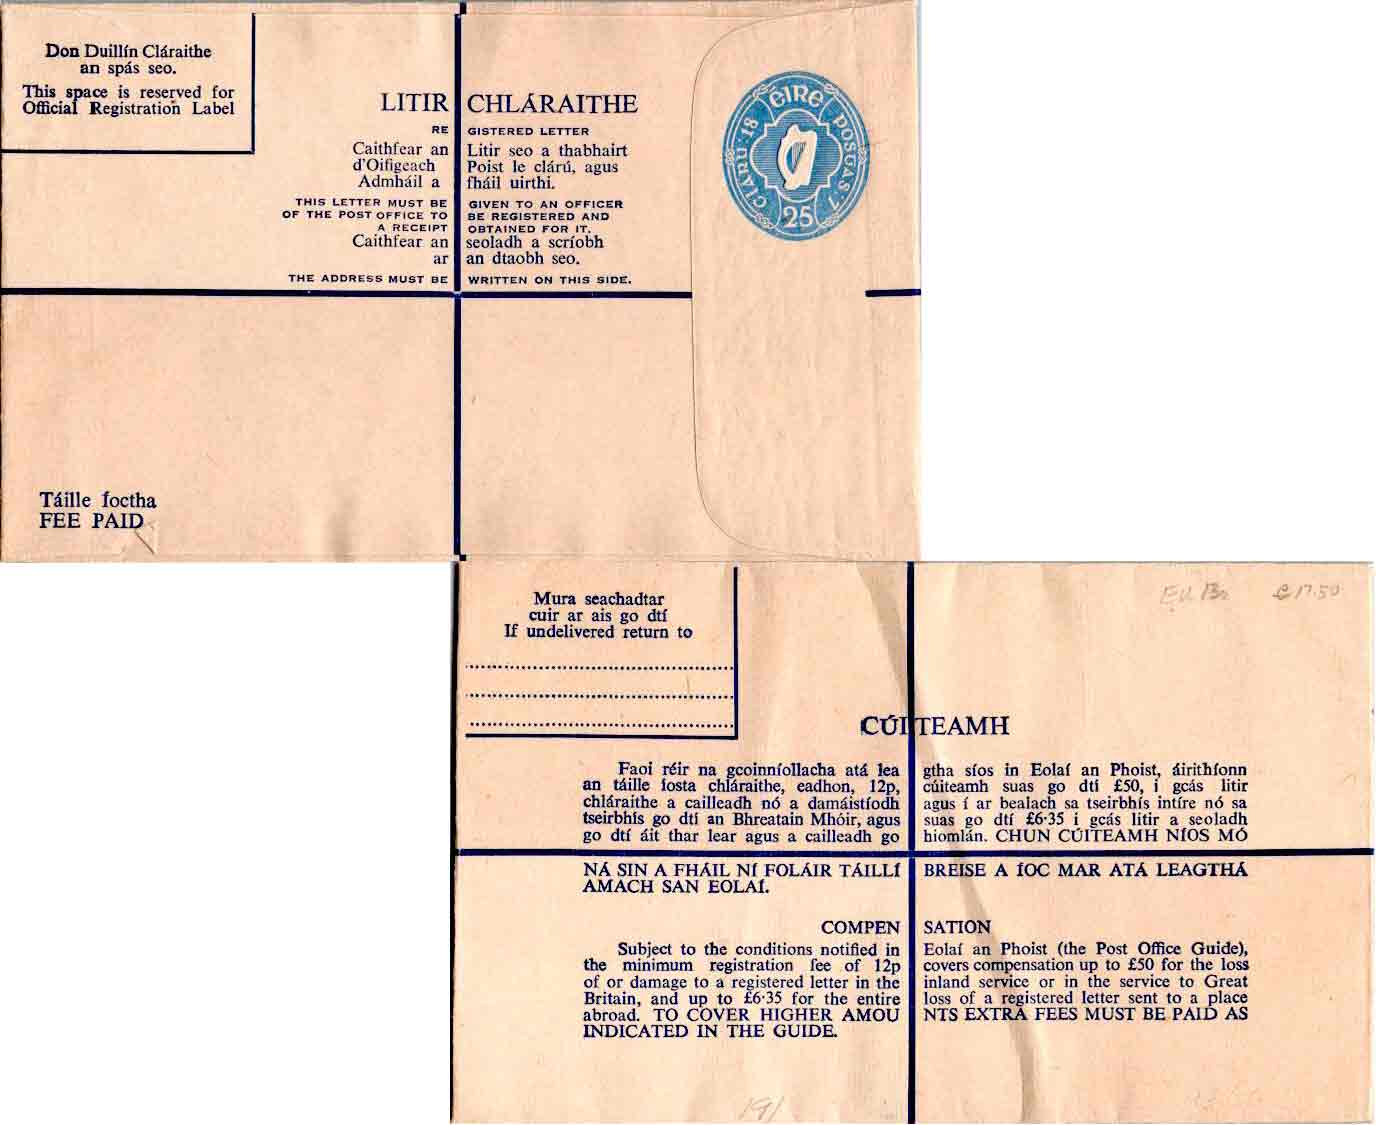 Don Duillín Cláraithe
an spás seo.
This space is reserved for
Official Registration Label
LITIR CHLÁRAITHE
REGISTERED LETTER
Caithfear an Litir seo a thabhairt
d'Oifigeach Poist le clárú, agus
Admháil a fháil uirthi.
THIS LETTER MUST BE GIVEN TO AN OFFICER
OF THE POST OFFICE TO BE REGISTERED AND
A RECEIPT OBTAINED FOR IT.
Caithfear an seoladh a scríobh
ar an dtaobh seo.
THE ADDRESS MUST BE WRITTEN ON THIS SIDE.
éire
CLÁRÚ·18
POSTAS·7
25
Táille íoctha
FEE PAID
Mura seachadtar
cuir ar ais go dtí
If undelivered return to
£17.50
CÚITEAMH
Faoi réir na gcoinníollacha atá leagtha síos in Eolaí an Phoist, áirithíonn
an táille íosta chláraithe, eadhon, 12p, cúiteamh suas go dtí £50, i gcás litir
chláraithe a cailleadh nó a damáistíodh agus í ar bealach sa tseirbhís intíre nó sa
tseirbhís go dtí an Bhreatain Mhóir, agus suas go dtí £6·35 i gcás litir a seoladh
go dtí áit thar lear agus a cailleadh go hiomlán. CHUN CÚITEAMH NÍOS MÓ
NÁ SIN A FHÁIL NÍ FOLÁIR TÁILLÍ BREISE A ÍOC MAR ATÁ LEAGTHÁ
AMACH SAN EOLAÍ.
COMPENSATION
Subject to the conditions notified in Eolaí an Phoist (the Post Office Guide),
the minimum registration fee of 12p covers compensation up to £50 for the loss
of or damage to a registered letter in the inland service or in the service to Great
Britain, and up to £6·35 for the entire loss of a registered letter sent to a place
abroad. TO COVER HIGHER AMOUNTS EXTRA FEES MUST BE PAID AS
INDICATED IN THE GUIDE.
191